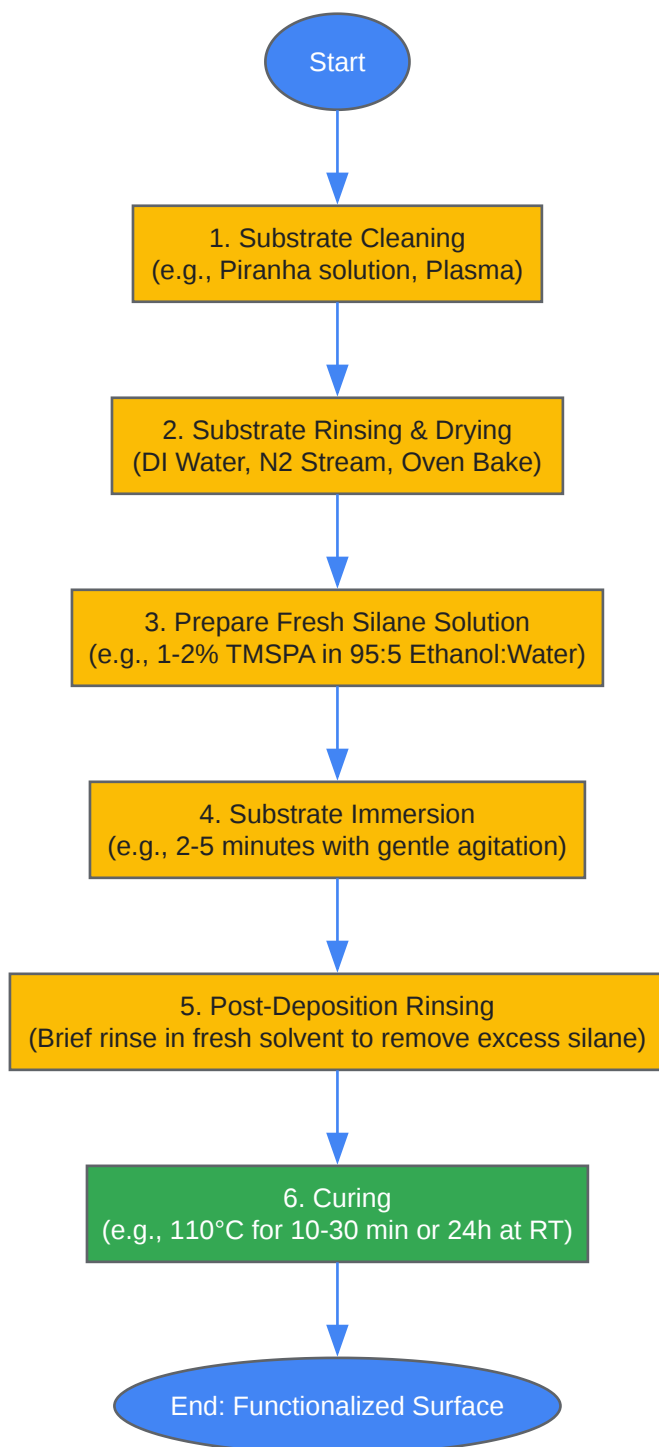 Start
1. Substrate Cleaning
(e.g., Piranha solution, Plasma)
2. Substrate Rinsing & Drying
(DI Water, N2 Stream, Oven Bake)
3. Prepare Fresh Silane Solution
(e.g., 1-2% TMSPA in 95:5 Ethanol:Water)
4. Substrate Immersion
(e.g., 2-5 minutes with gentle agitation)
5. Post-Deposition Rinsing
(Brief rinse in fresh solvent to remove excess silane)
6. Curing
(e.g., 110°C for 10-30 min or 24h at RT)
End: Functionalized Surface